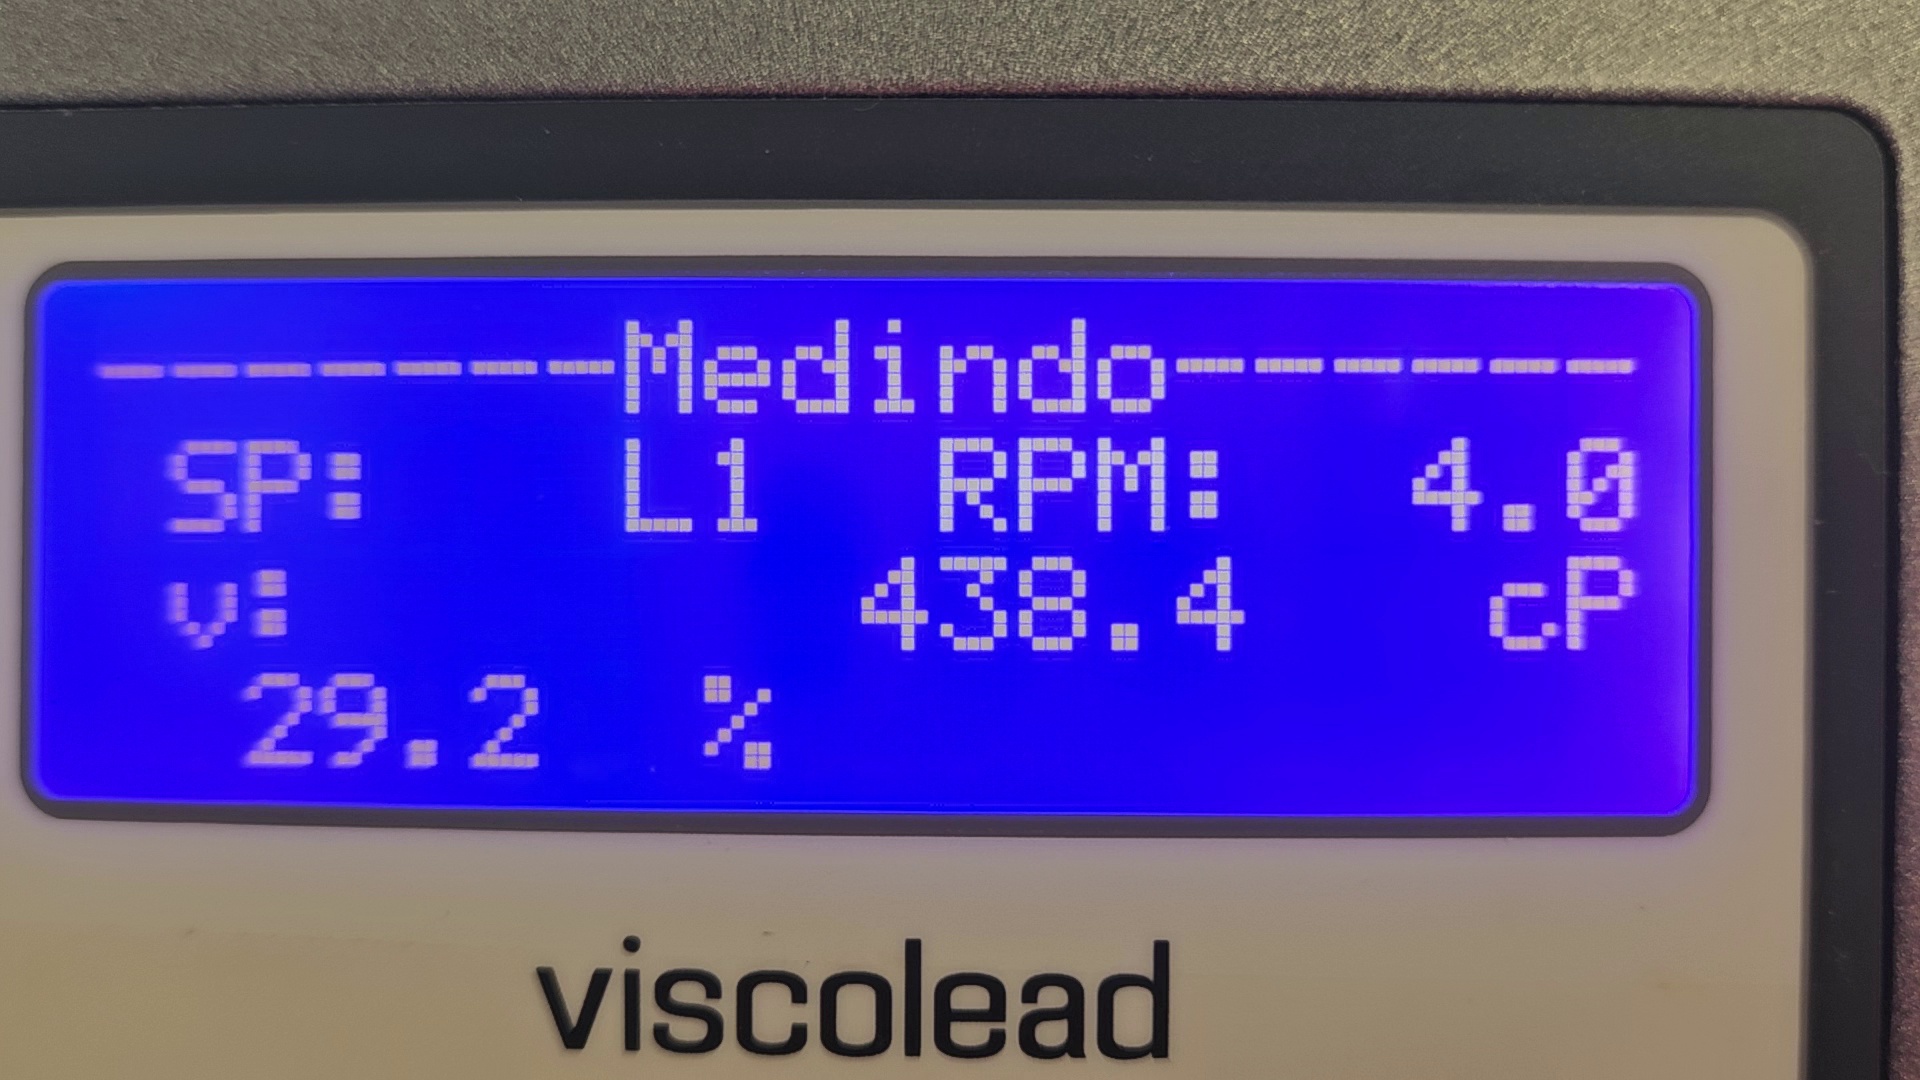 -------Medindo------
SP: L1 RPM: 4.0
v: 438.4 cP
29.2 %
viscolead